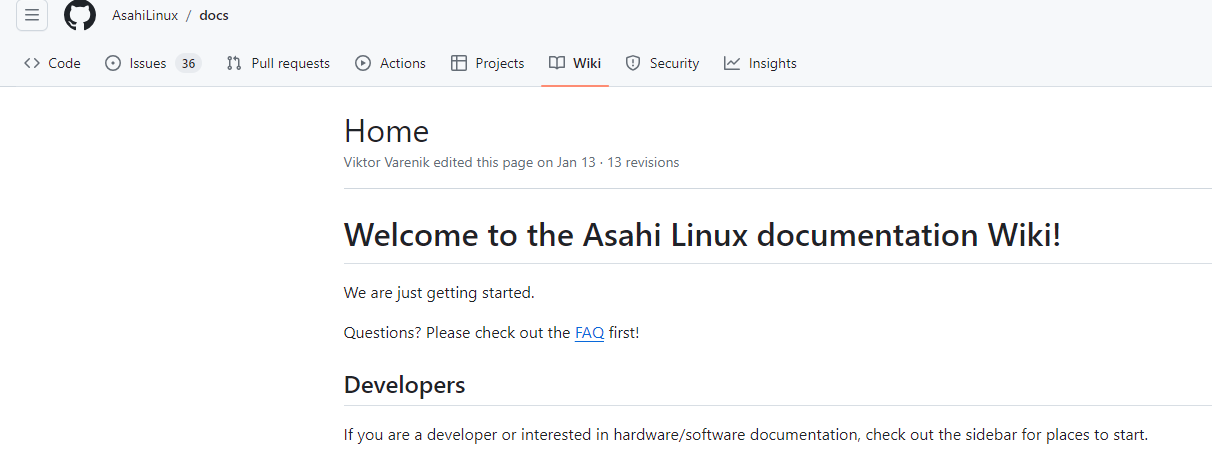 AsahiLinux / docs
Code Issues 36 Pull requests Actions Projects Wiki Security Insights
Home
Viktor Varenik edited this page on Jan 13 · 13 revisions
Welcome to the Asahi Linux documentation Wiki!
We are just getting started.
Questions? Please check out the FAQ first!
Developers
If you are a developer or interested in hardware/software documentation, check out the sidebar for places to start.